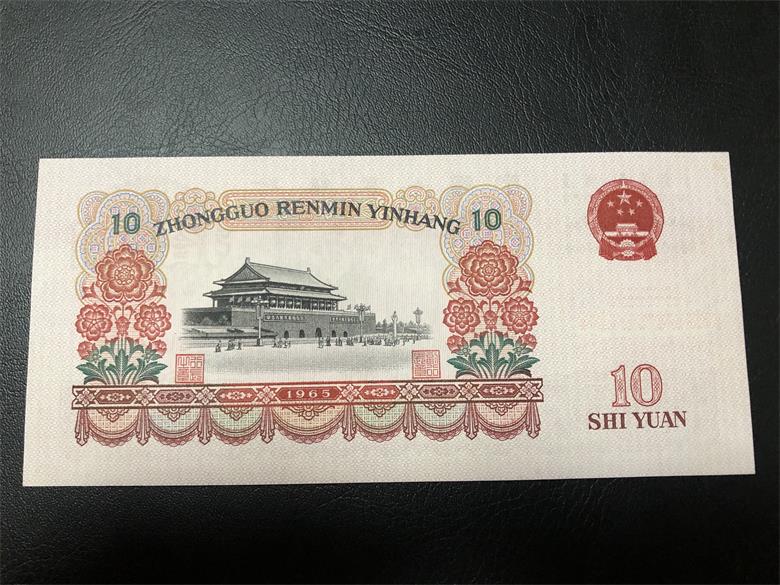 10 ZHONGGUO RENMIN YINHANG 10
1965
10
SHI YUAN